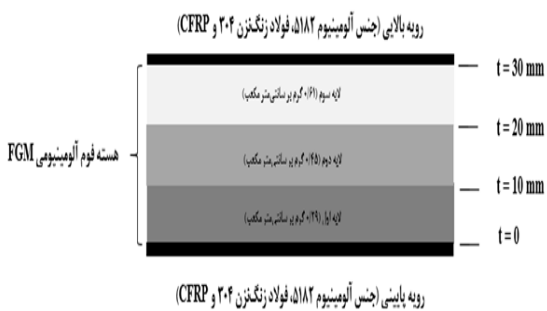 رویه بالایی (جنس آلومینیوم ۵۱۸۲، فولاد زنگ‌نزن ۳۰۴ و CFRP)
t = 30 mm
لایه سوم (۰/۶۱ گرم بر سانتی‌متر مکعب)
t = 20 mm
هسته فوم آلومینیومی FGM
لایه دوم (۰/۴۵ گرم بر سانتی‌متر مکعب)
t = 10 mm
لایه اول (۰/۲۹ گرم بر سانتی‌متر مکعب)
t = 0
رویه پایینی (جنس آلومینیوم ۵۱۸۲، فولاد زنگ‌نزن ۳۰۴ و CFRP)